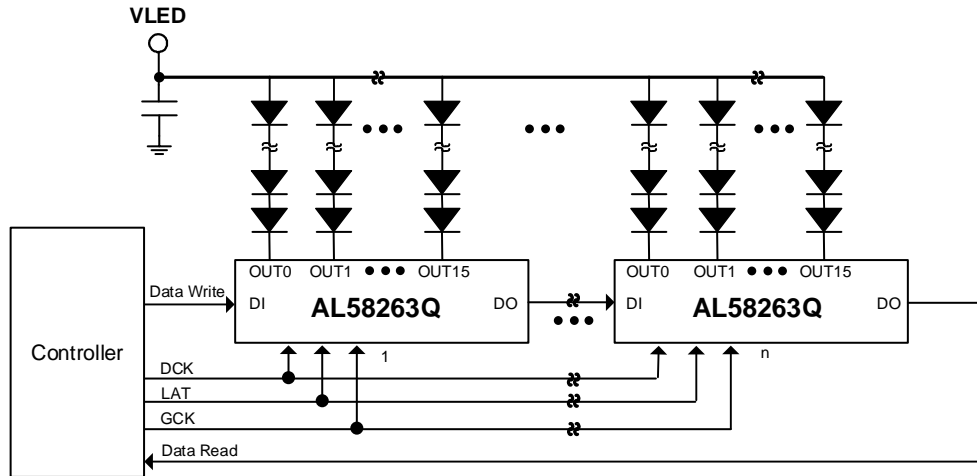 VLED
OUT0 OUT1 OUT15 OUT0 OUT1 OUT15
Data Write DI AL58263Q DO DI AL58263Q DO
Controller
1 n
DCK
LAT
GCK
Data Read